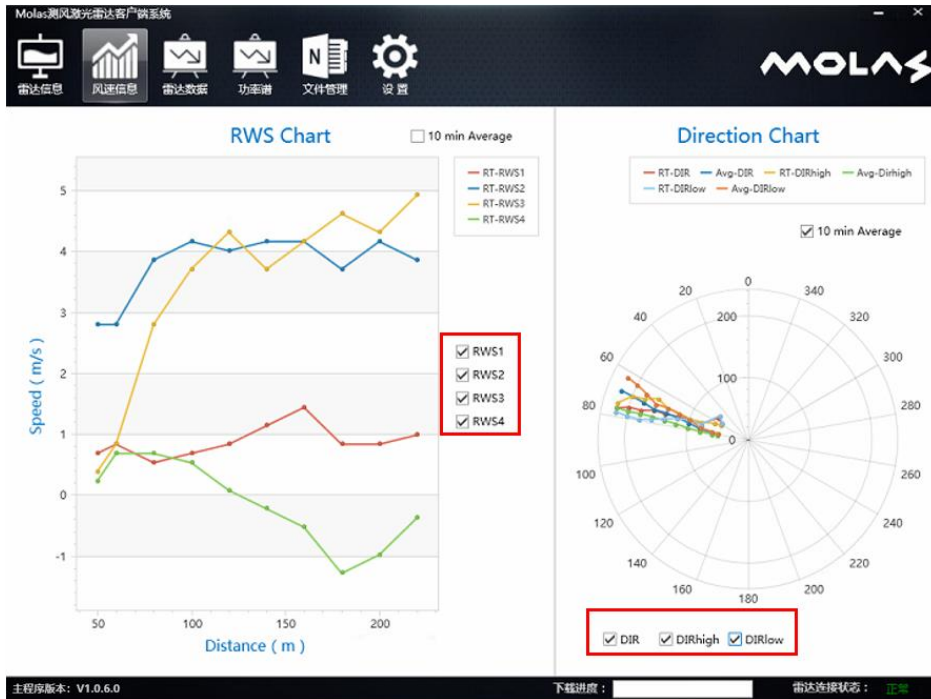 Molas测风激光雷达客户端系统
雷达信息 风速信息 雷达数据 功率谱 文件管理 设 置
MOLAS
RWS Chart
10 min Average
RT-RWS1
RT-RWS2
RT-RWS3
RT-RWS4
5
4
3
2
1
0
-1
Speed ( m/s )
50 100 150 200
Distance ( m )
RWS1
RWS2
RWS3
RWS4
Direction Chart
RT-DIR Avg-DIR RT-DIRhigh Avg-Dirhigh
RT-DIRlow Avg-DIRlow
10 min Average
0
20 340
40 200 320
60 300
100
80 280
0
100 260
120 240
140 220
160 200
180
DIR DIRhigh DIRlow
主程序版本: V1.0.6.0
下载进度：
雷达连接状态： 正常